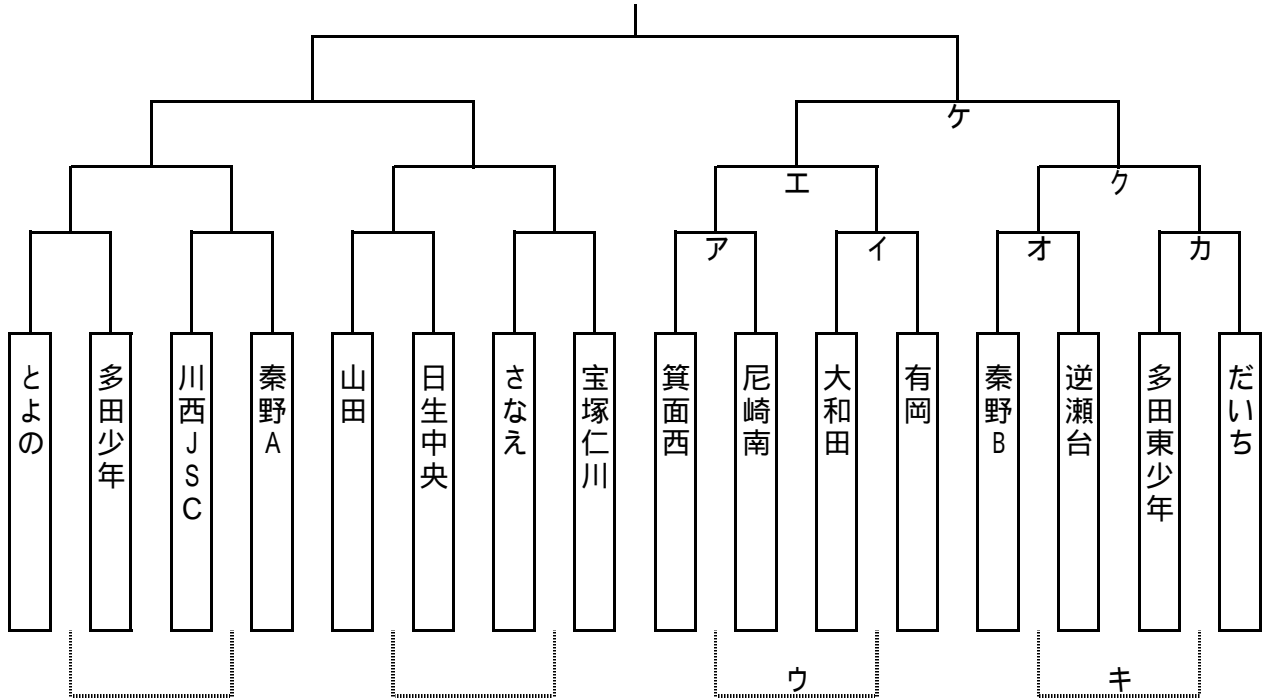 ケ
エ
ク
ア
イ
オ
カ
とよの
多田少年
川西JSC
秦野A
山田
日生中央
さなえ
宝塚仁川
箕面西
尼崎南
大和田
有岡
秦野B
逆瀬台
多田東少年
だいち
ウ
キ